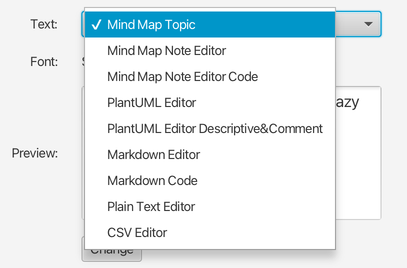 Text:
✓ Mind Map Topic
Mind Map Note Editor
Font:
Mind Map Note Editor Code
PlantUML Editor
azy
PlantUML Editor Descriptive&Comment
Preview:
Markdown Editor
Markdown Code
Plain Text Editor
CSV Editor
Change